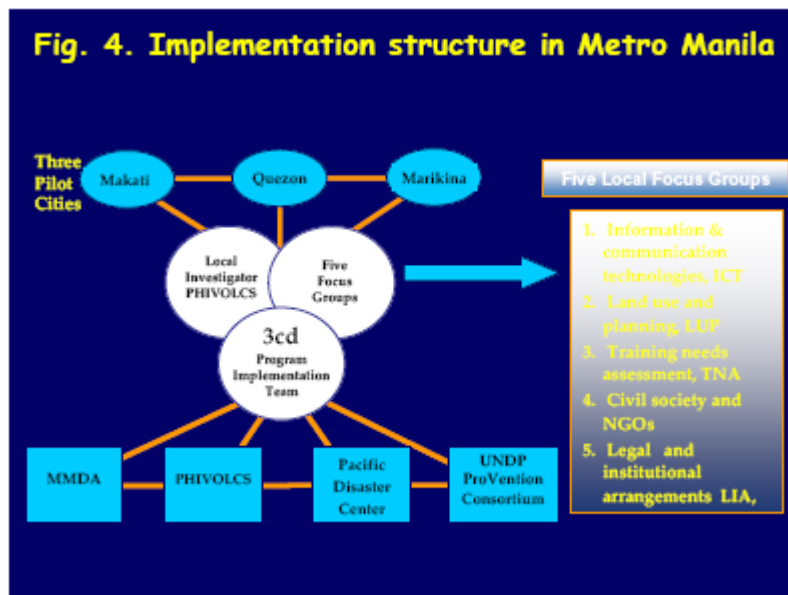 Fig. 4. Implementation structure in Metro Manila
Three
Pilot
Cities
Makati
Quezon
Marikina
Local
Investigator
PHIVOLCS
Five
Focus
Groups
3cd
Program
Implementation
Team
MMDA
PHIVOLCS
Pacific
Disaster
Center
UNDP
ProVention
Consortium
Five Local Focus Groups
1. Information &
communication
technologies, ICT
2. Land use and
planning, LUP
3. Training needs
assessment, TNA
4. Civil society and
NGOs
5. Legal and
institutional
arrangements LIA,